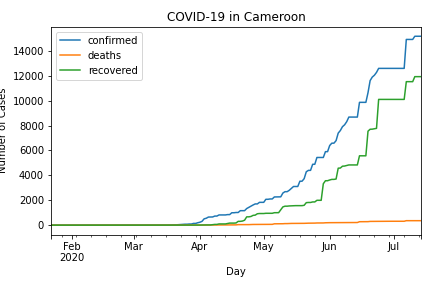 COVID-19 in Cameroon
confirmed
deaths
recovered
Number of Cases
14000
12000
10000
8000
6000
4000
2000
0
Feb Mar Apr May Jun Jul
2020
Day